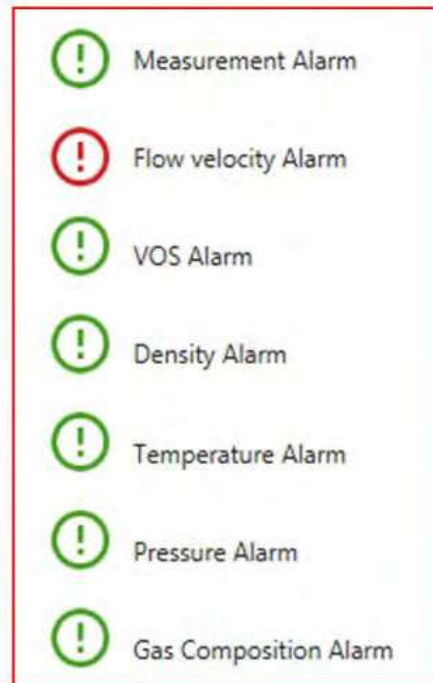 Measurement Alarm
Flow velocity Alarm
VOS Alarm
Density Alarm
Temperature Alarm
Pressure Alarm
Gas Composition Alarm